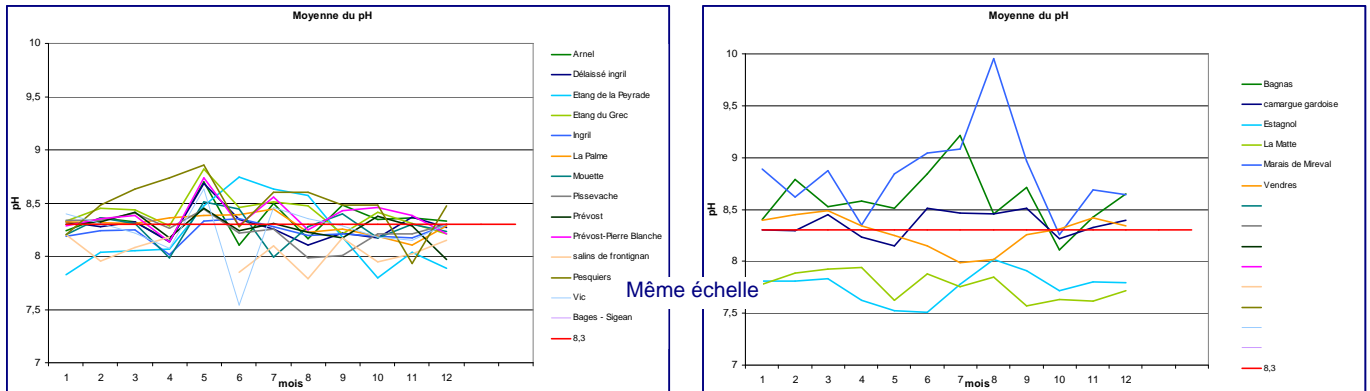 Moyenne du pH
10
9,5
9
8,5
8
7,5
7
pH
1 2 3 4 5 6 7 8 9 10 11 12
mois
Arnel
Délaissé ingril
Etang de la Peyrade
Etang du Grec
Ingril
La Palme
Mouette
Pissevache
Prévost
Prévost-Pierre Blanche
salins de frontignan
Pesquiers
Vic
Bages - Sigean
8,3
Même échelle
Moyenne du pH
10
9,5
9
8,5
8
7,5
7
pH
1 2 3 4 5 6 7 8 9 10 11 12
mois
Bagnas
camargue gardoise
Estagnol
La Matte
Marais de Mireval
Vendres
8,3